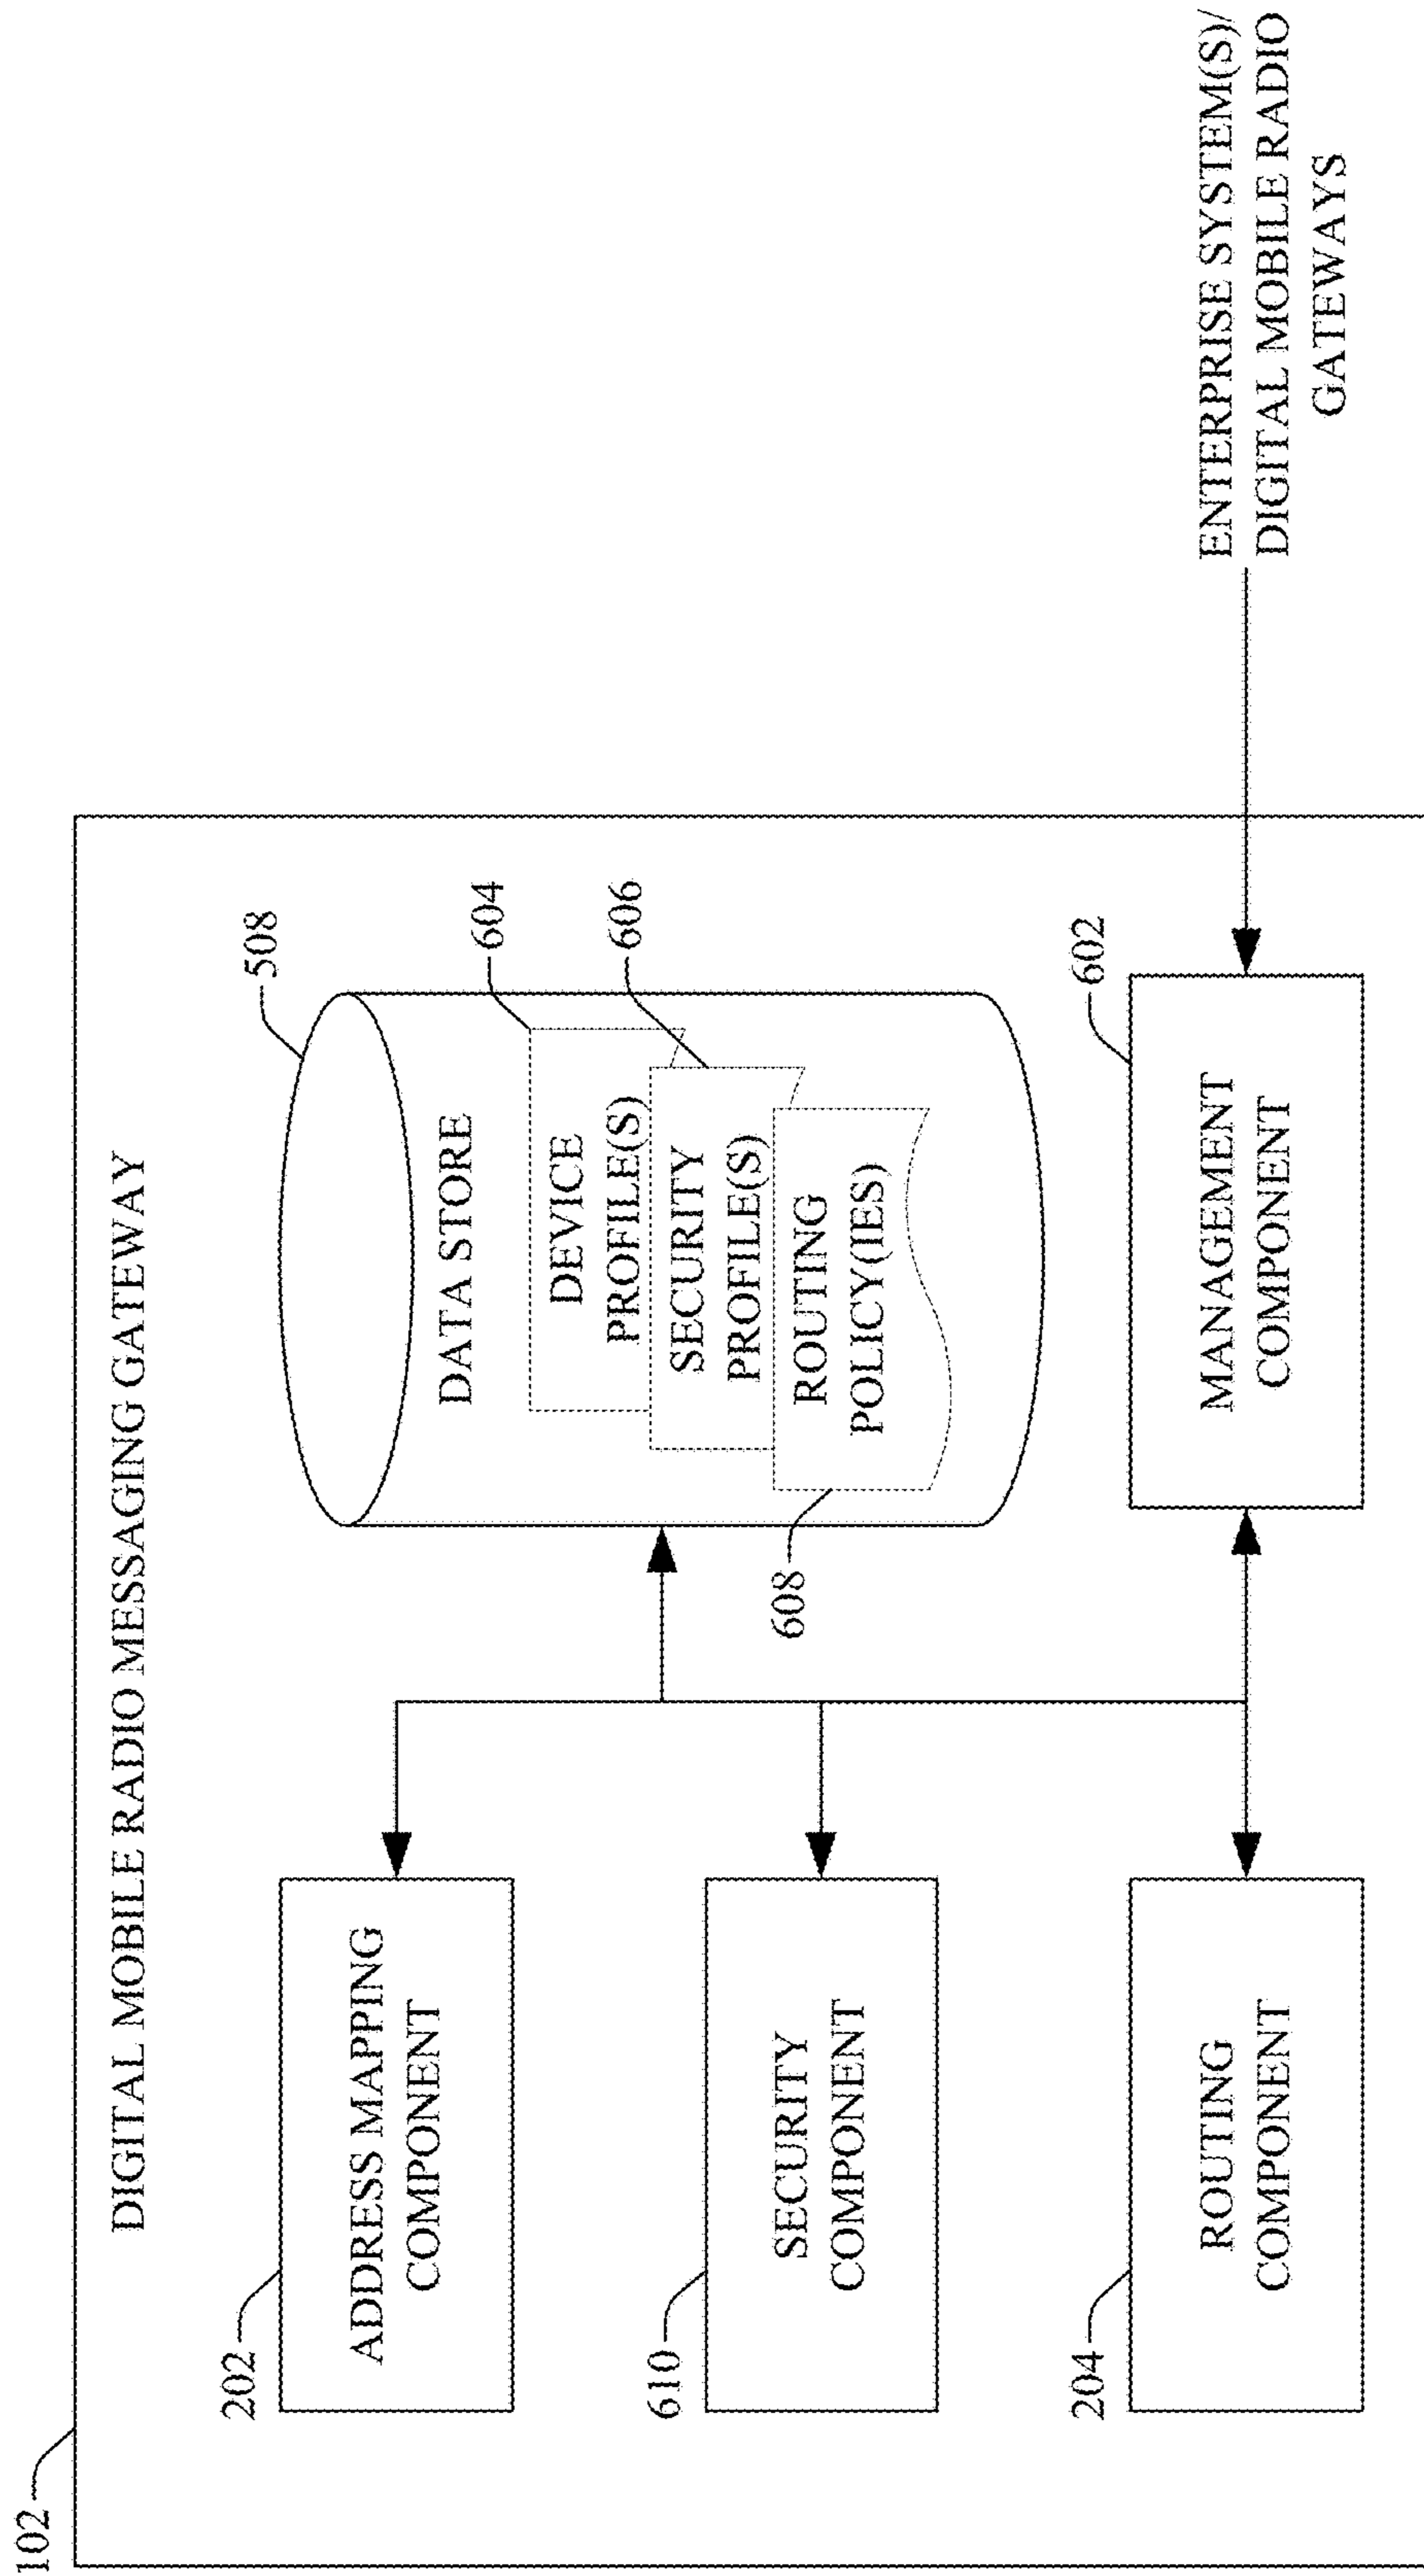 102
DIGITAL MOBILE RADIO MESSAGING GATEWAY
202
ADDRESS MAPPING
COMPONENT
610
SECURITY
COMPONENT
204
ROUTING
COMPONENT
508
DATA STORE
604
DEVICE
PROFILE(S)
606
SECURITY
PROFILE(S)
608
ROUTING
POLICY(IES)
602
MANAGEMENT
COMPONENT
ENTERPRISE SYSTEM(S)/
DIGITAL MOBILE RADIO
GATEWAYS